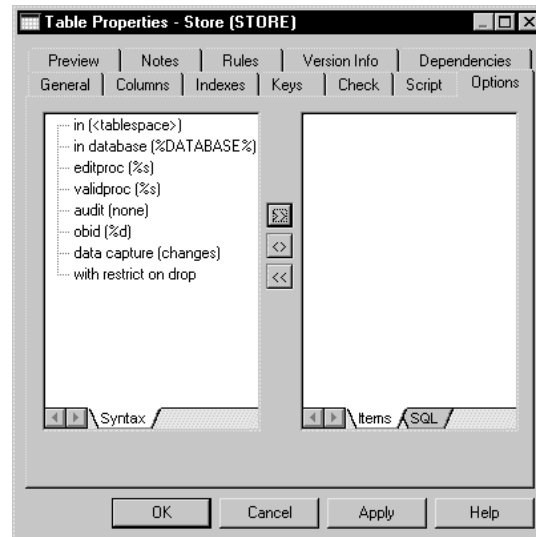 Table Properties - Store (STORE)
Preview Notes Rules Version Info Dependencies
General Columns Indexes Keys Check Script Options
in (<tablespace>)
in database (%DATABASE%)
editproc (%s)
validproc (%s)
audit (none)
obid (%d)
data capture (changes)
with restrict on drop
>>
<>
<<
Syntax
Items SQL
OK Cancel Apply Help